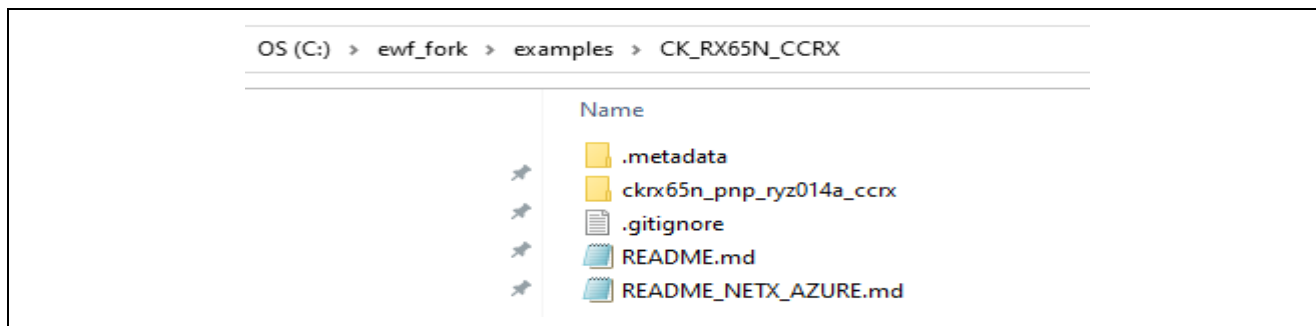 OS (C:) > ewf_fork > examples > CK_RX65N_CCRX
Name
.metadata
ckrx65n_pnp_ryz014a_ccrx
.gitignore
README.md
README_NETX_AZURE.md